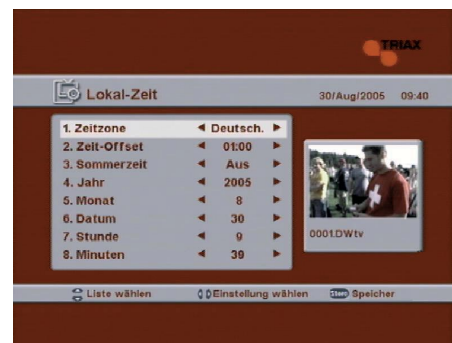 TRIAX
Lokal-Zeit 30/Aug/2005 09:40
1. Zeitzone ◄ Deutsch. ►
2. Zeit-Offset ◄ 01:00 ►
3. Sommerzeit ◄ Aus ►
4. Jahr ◄ 2005 ►
5. Monat ◄ 8 ►
6. Datum ◄ 30 ►
7. Stunde ◄ 9 ►
8. Minuten ◄ 39 ►
0001.DWtv
Liste wählen Einstellung wählen Speicher